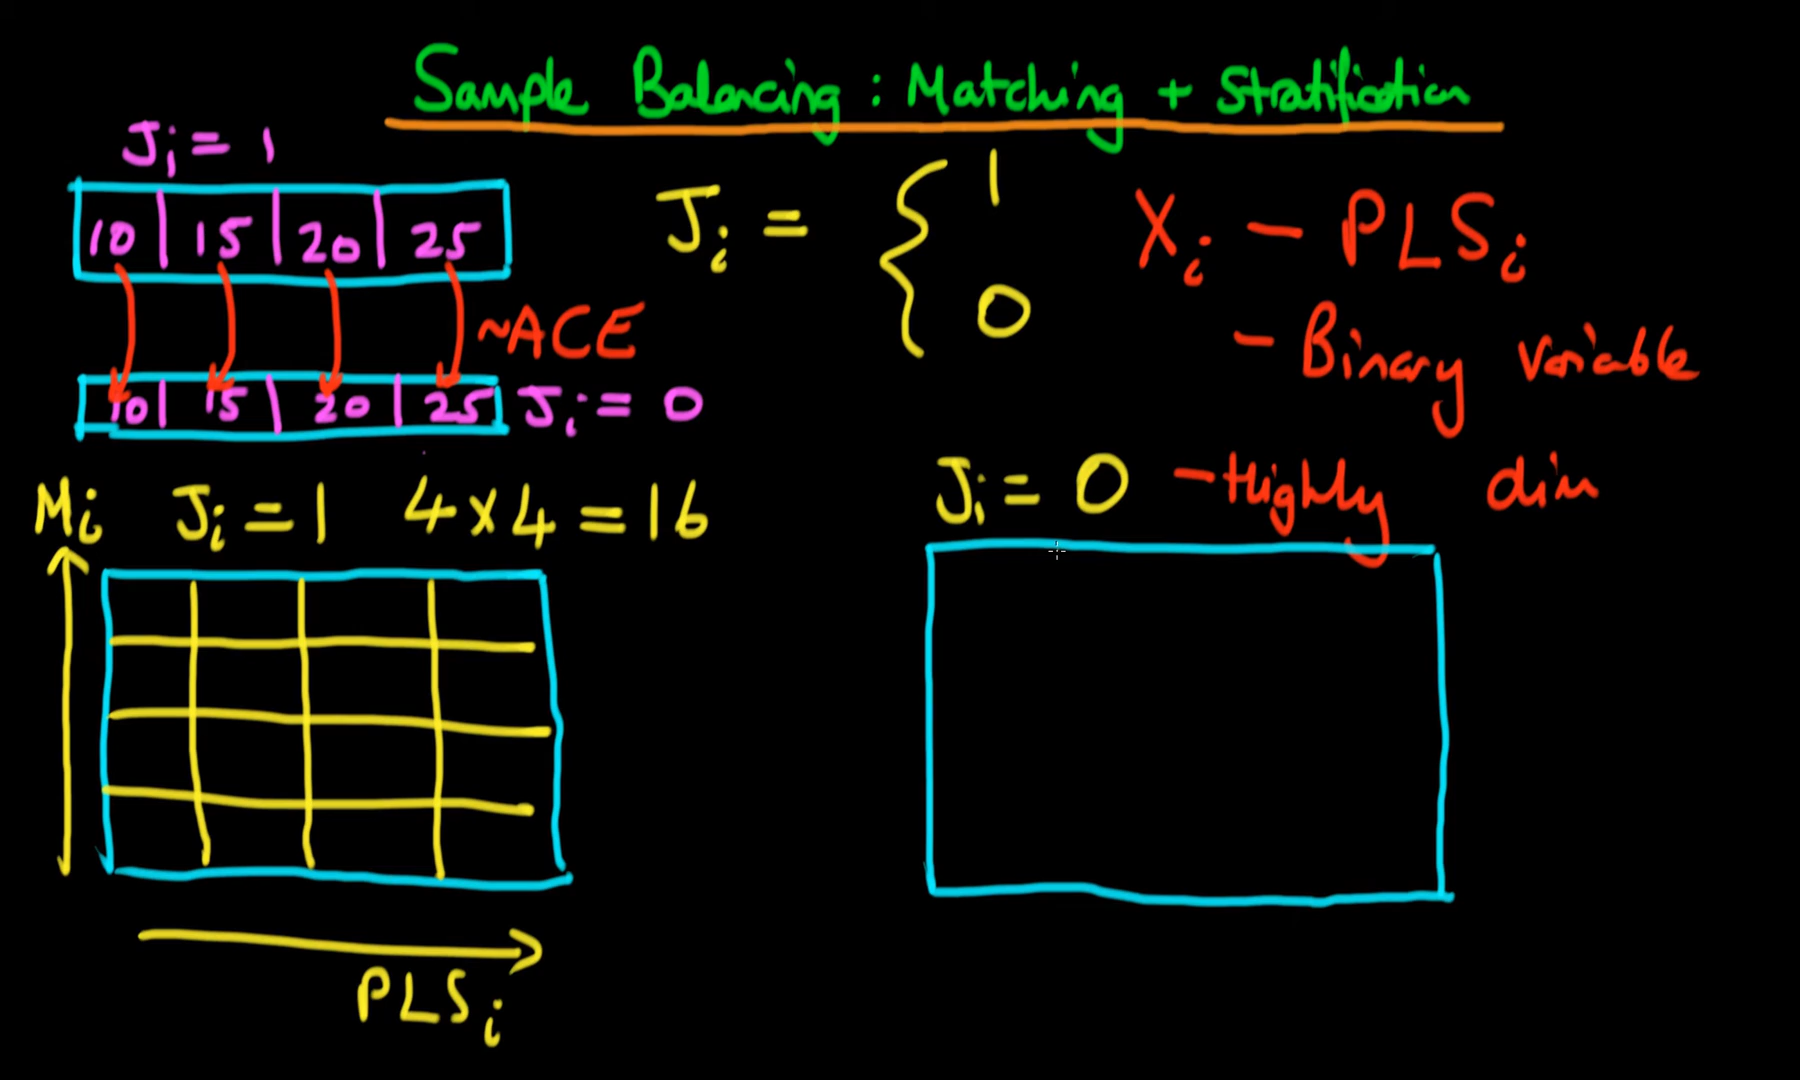 Sample Balancing : Matching + Stratification
Ji = 1
10 15 20 25
~ACE
10 15 20 25 Ji = 0
Ji = { 1 0
Xi - PLSi
- Binary variable
- Highly dim
Mi Ji = 1 4x4 = 16
PLSi
Ji = 0